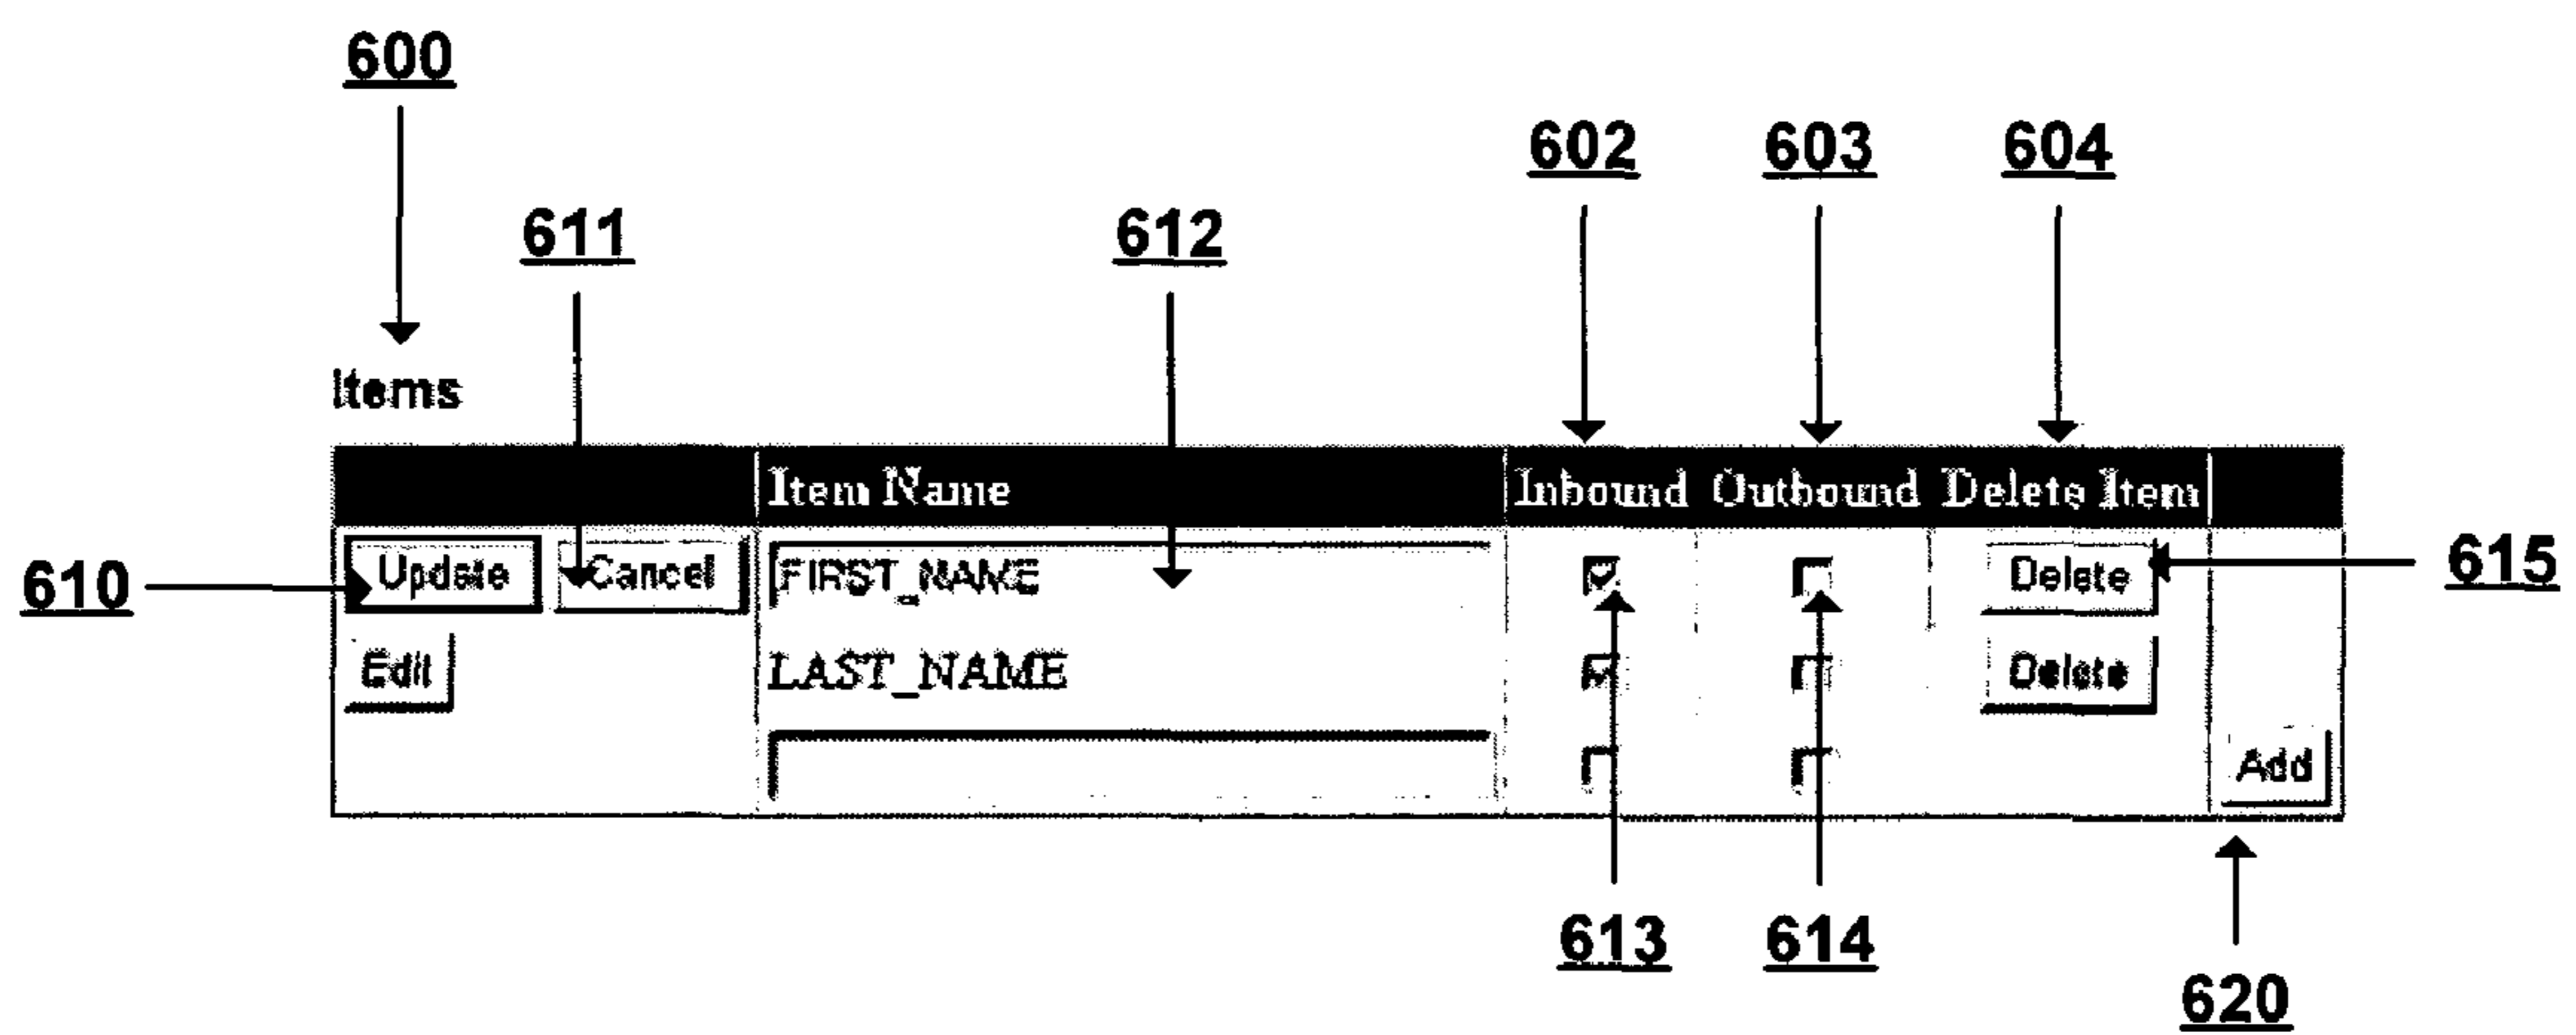 600
602 603 604
611 612
Items
Item Name Inbound Outbound Delete Item
610 Update Cancel FIRST_NAME Delete 615
Edit LAST_NAME Delete
Add
613 614
620